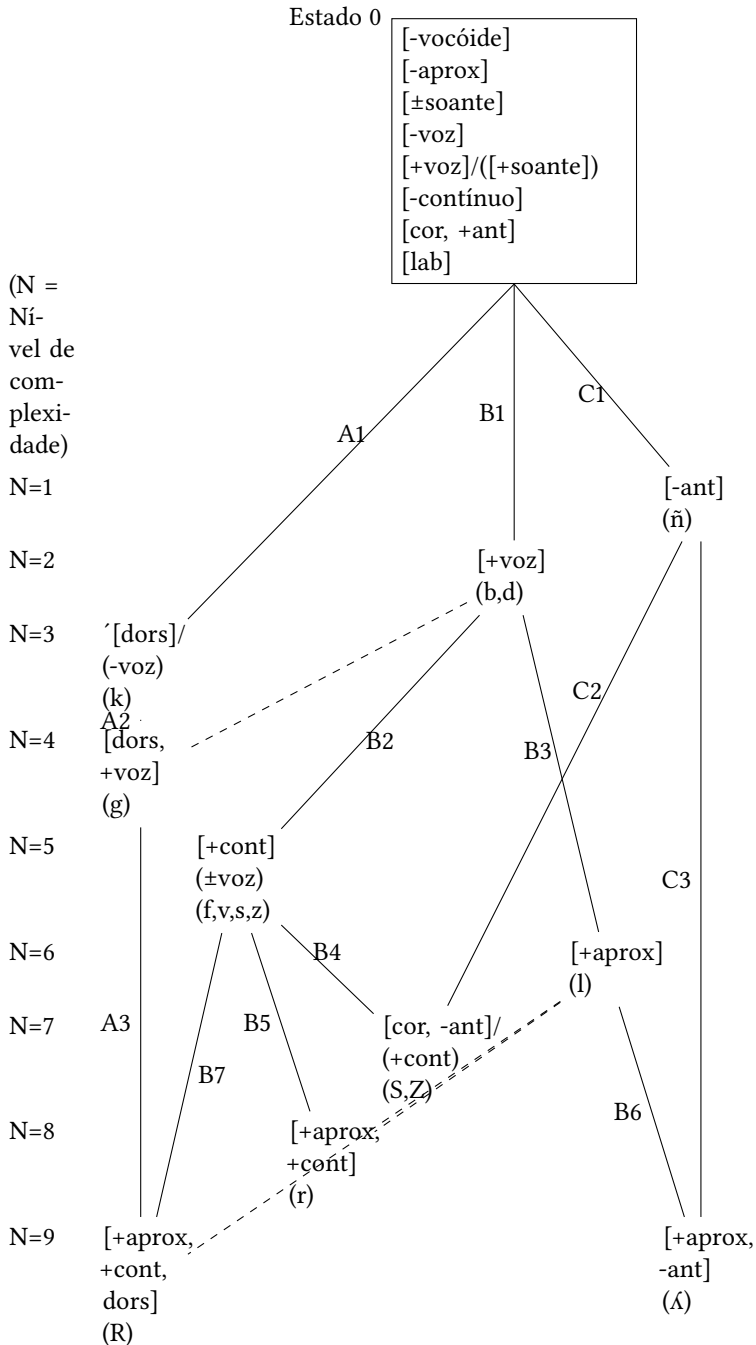 Estado 0
[-vocóide]
[-aprox]
[±soante]
[-voz]
[+voz]/([+soante])
[-contínuo]
[cor, +ant]
[lab]
(N =
Ní-
vel de
com-
plexi-
dade)
A1
B1
C1
N=1
[-ant]
(ñ)
N=2
[+voz]
(b,d)
N=3
´[dors]/
(-voz)
(k)
A2
C2
N=4
[dors,
+voz]
(g)
B2
B3
N=5
[+cont]
(±voz)
(f,v,s,z)
C3
N=6
B4
[+aprox]
(l)
N=7
A3
B5
[cor, -ant]/
(+cont)
(S,Z)
B7
B6
N=8
[+aprox,
+cont]
(r)
N=9
[+aprox,
+cont,
dors]
(R)
[+aprox,
-ant]
(ʎ)